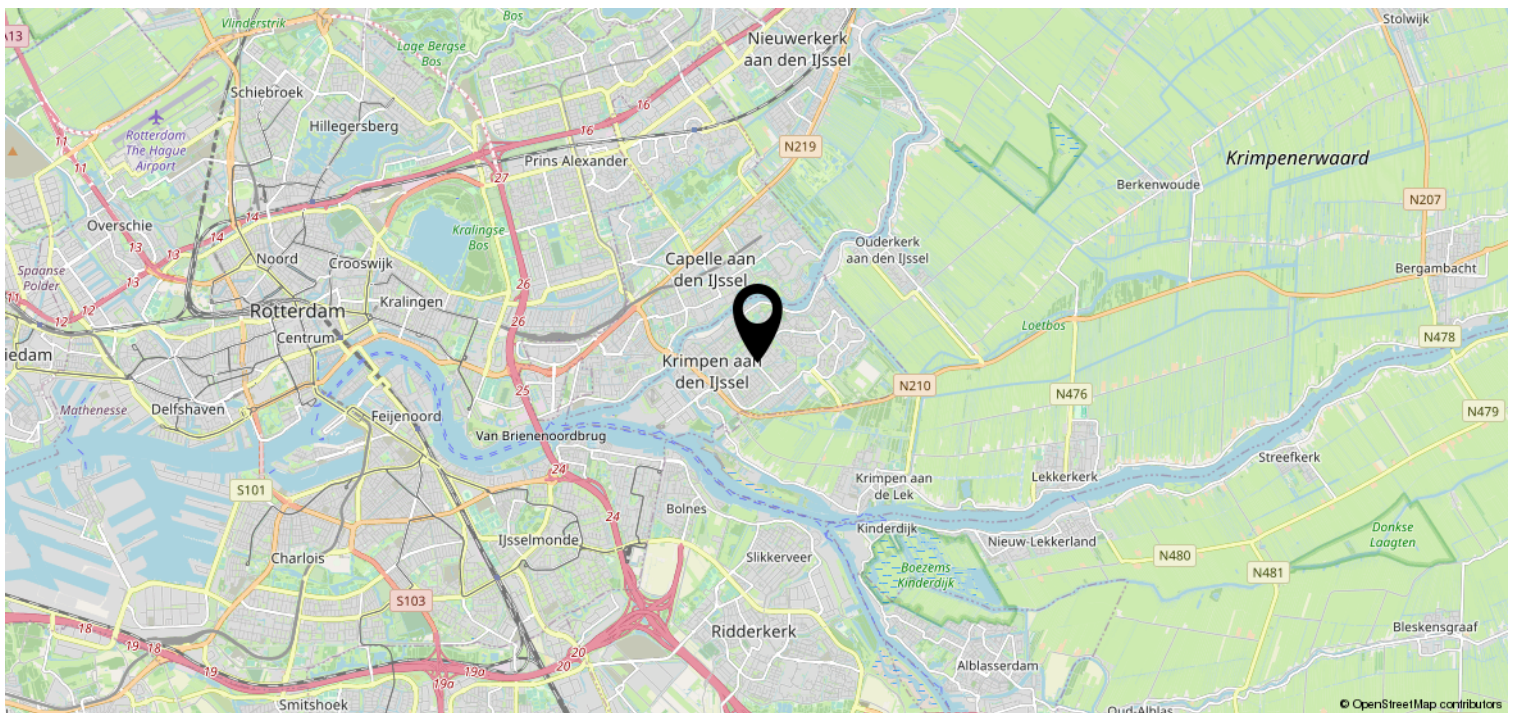 Stolwijk
Bos
Vlinderstrik
A13
Lage Bergse
Bos
Nieuwerkerk
aan den IJssel
Schiebroek
16
Rotterdam
The Hague
Airport
Hillegersberg
16
11
11
N219
Prins Alexander
Krimpenerwaard
27
Berkenwoude
N207
Overschie
14
14
13
13
Kralingse
Bos
Ouderkerk
aan den IJssel
Noord
Crooswijk
Capelle aan
den IJssel
Bergambacht
Spaanse
Polder
13
12
12
11
26
Kralingen
Rotterdam
26
Loetbos
Centrum
N478
iedam
Krimpen aan
den IJssel
25
N210
N476
Mathenesse
Delfshaven
Feijenoord
N479
Van Brienenoordbrug
Streefkerk
24
S101
Krimpen aan
de Lek
Lekkerkerk
Bolnes
24
Kinderdijk
Donkse
Laagten
IJsselmonde
Nieuw-Lekkerland
Charlois
Slikkerveer
N480
Boezems
Kinderdijk
N481
S103
18
19
18
Ridderkerk
Bleskensgraaf
19
20
20
19a
19a
Alblasserdam
Smitshoek
Oud-Alblas
© OpenStreetMap contributors